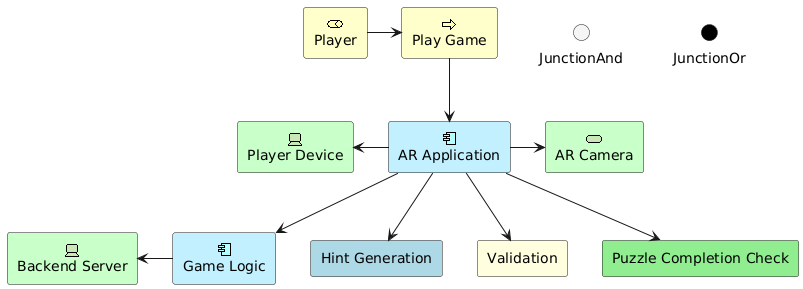 Player
Play Game
JunctionAnd
JunctionOr
Player Device
AR Application
AR Camera
Backend Server
Game Logic
Hint Generation
Validation
Puzzle Completion Check